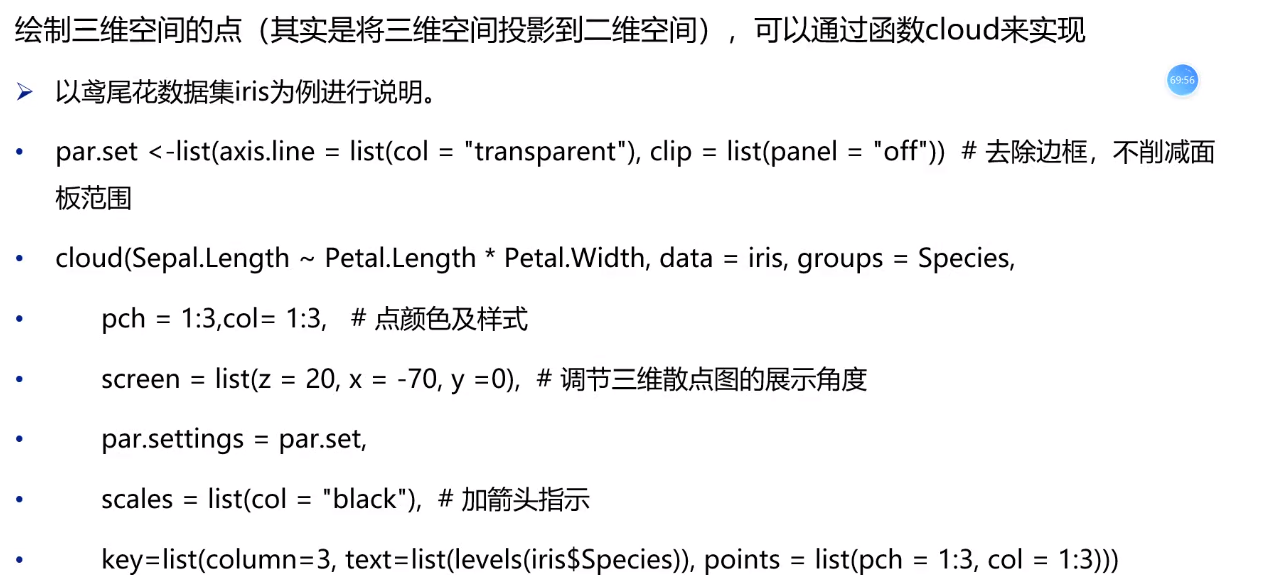 绘制三维空间的点（其实是将三维空间投影到二维空间），可以通过函数cloud来实现
➢ 以鸢尾花数据集iris为例进行说明。
69:56
• par.set <-list(axis.line = list(col = "transparent"), clip = list(panel = "off"))  # 去除边框，不削减面
板范围
• cloud(Sepal.Length ~ Petal.Length * Petal.Width, data = iris, groups = Species,
• pch = 1:3,col= 1:3,   # 点颜色及样式
• screen = list(z = 20, x = -70, y =0),  # 调节三维散点图的展示角度
• par.settings = par.set,
• scales = list(col = "black"),  # 加箭头指示
• key=list(column=3, text=list(levels(iris$Species)), points = list(pch = 1:3, col = 1:3)))